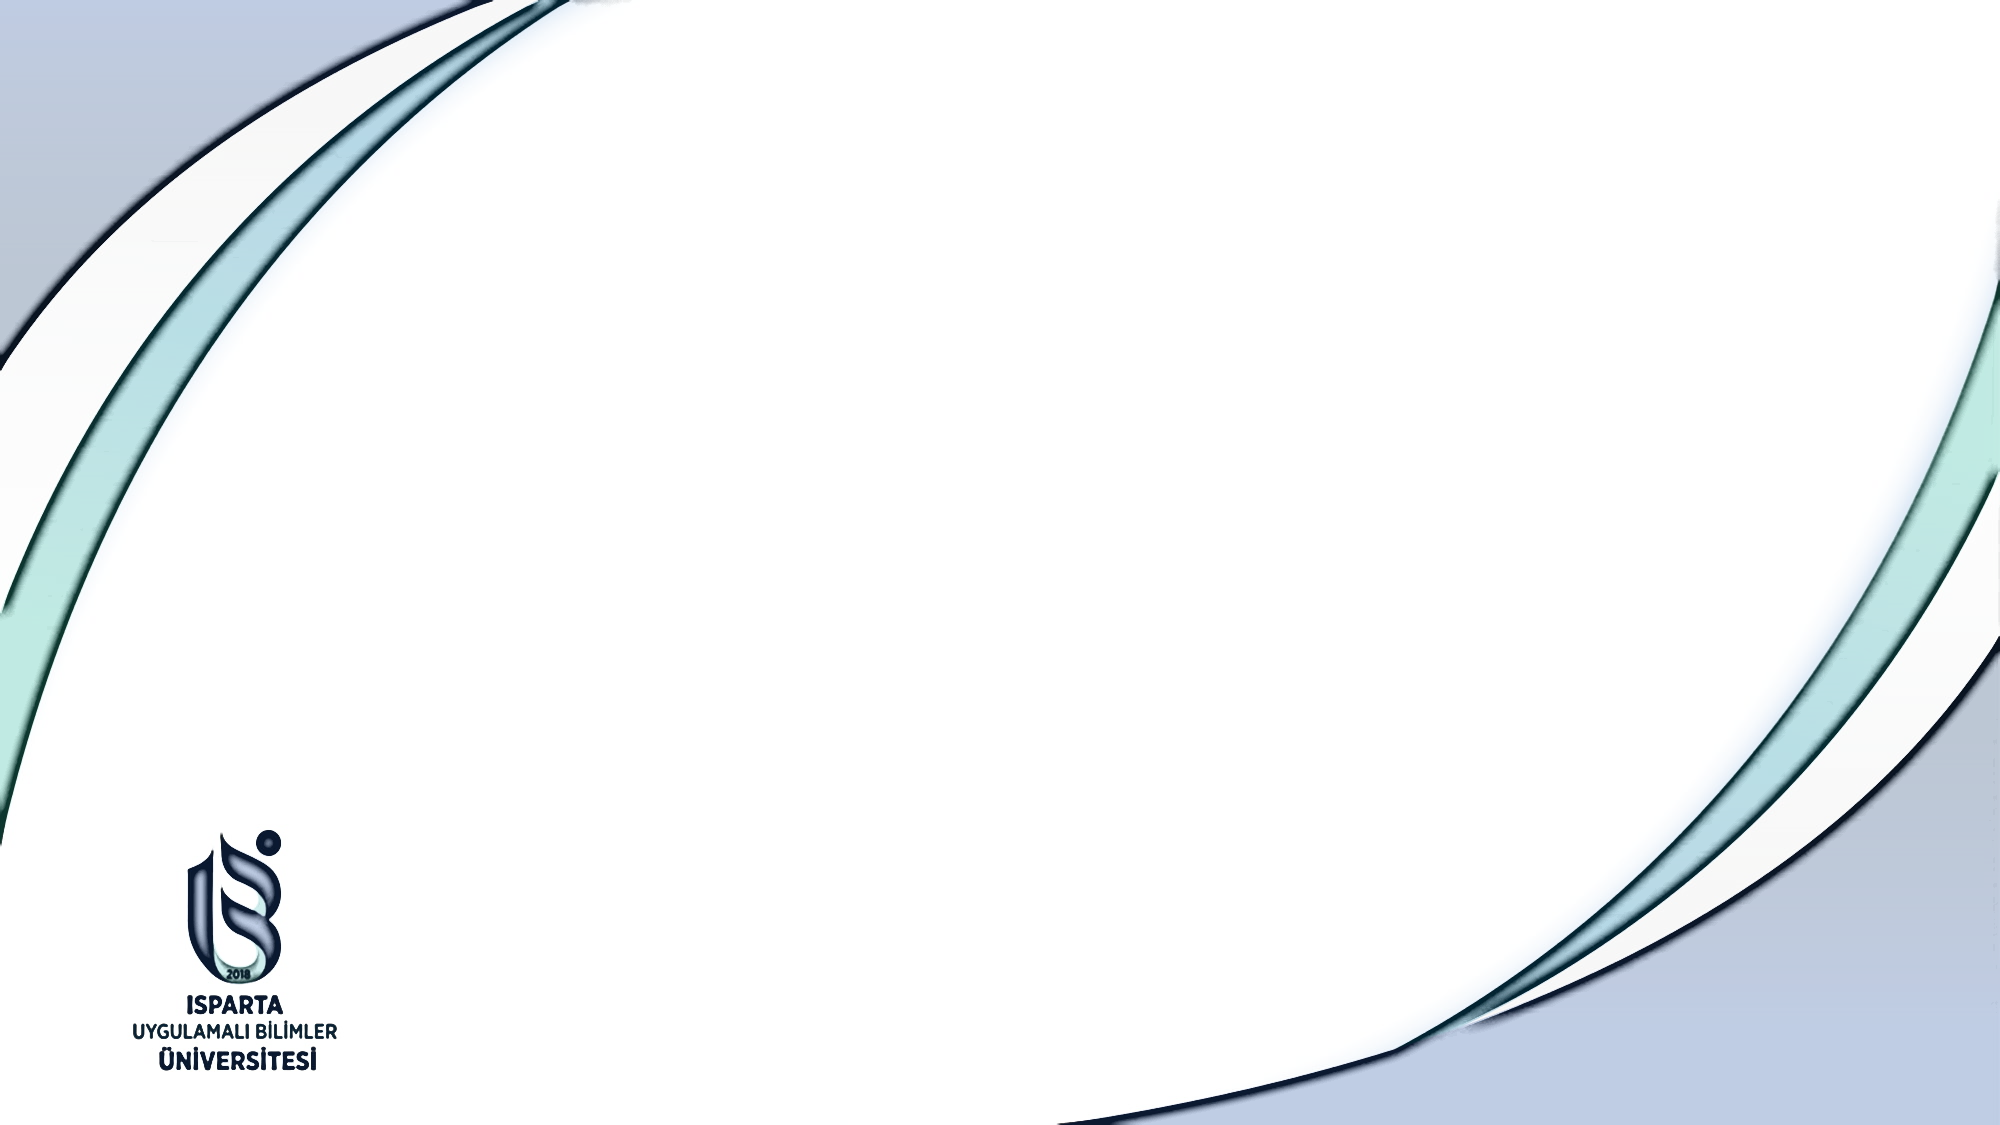 2018
ISPARTA
UYGULAMALI BİLİMLER
ÜNİVERSİTESİ